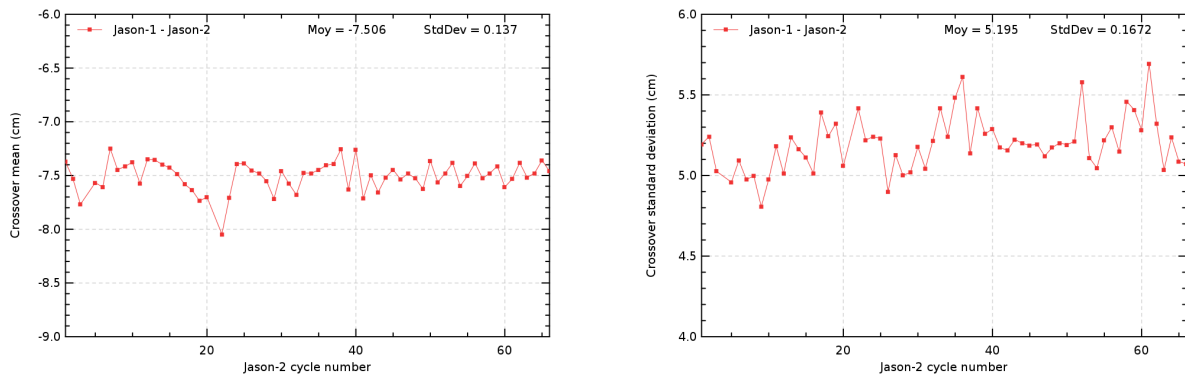 Jason-1 - Jason-2 Moy = -7.506 StdDev = 0.137
-6.0
-6.5
-7.0
-7.5
-8.0
-8.5
-9.0
Crossover mean (cm)
20 40 60
Jason-2 cycle number
Jason-1 - Jason-2 Moy = 5.195 StdDev = 0.1672
6.0
5.5
5.0
4.5
4.0
Crossover standard deviation (cm)
20 40 60
Jason-2 cycle number